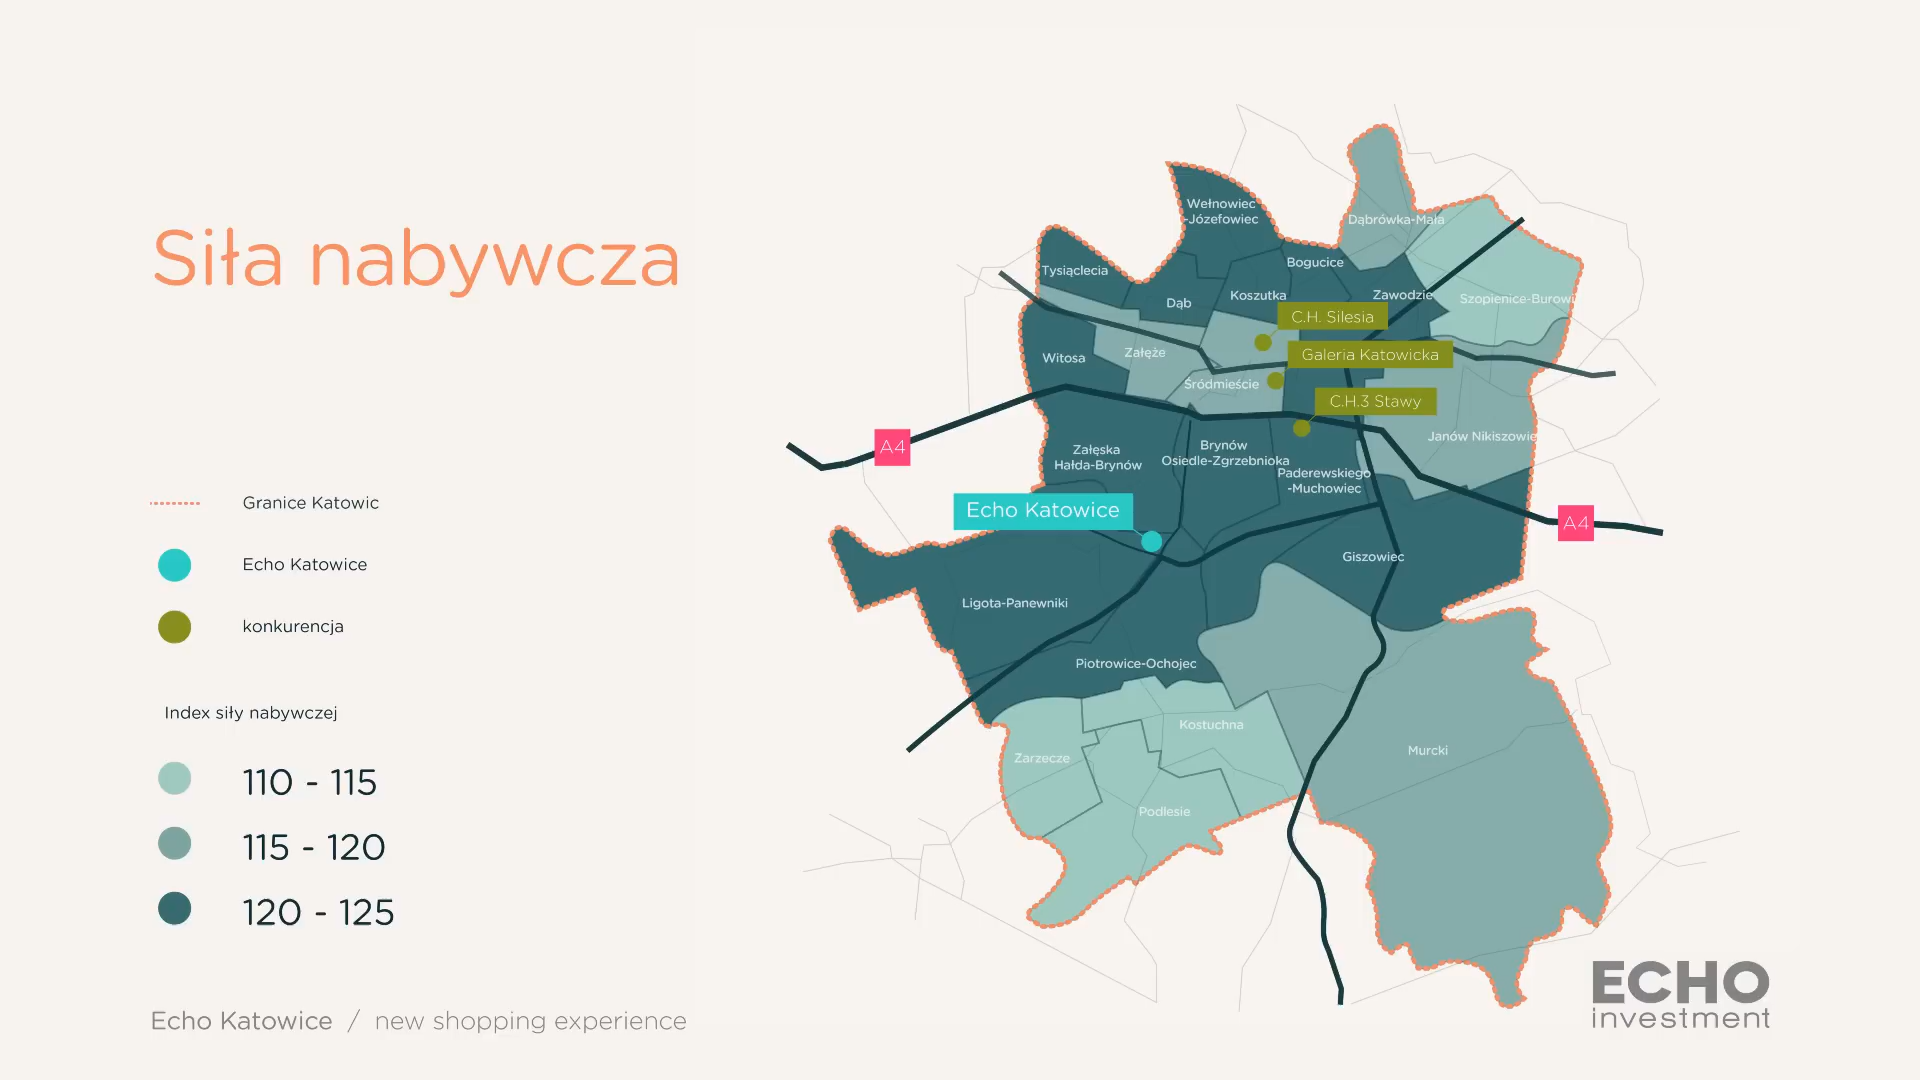 Siła nabywcza
Granice Katowic
Echo Katowice
konkurencja
Index siły nabywczej
110 - 115
115 - 120
120 - 125
Echo Katowice / new shopping experience
Wełnowiec
-Józefowiec
Dąbrówka-Mała
Tysiąclecia
Bogucice
Dąb
Koszutka
Zawodzie
Szopienice-Burowi
C.H. Silesia
Witosa
Załęże
Galeria Katowicka
Śródmieście
C.H.3 Stawy
A4
Załęska
Hałda-Brynów
Brynów
Osiedle-Zgrzebnioka
Janów Nikiszowie
Paderewskiego
-Muchowiec
Echo Katowice
A4
Giszowiec
Ligota-Panewniki
Piotrowice-Ochojec
Kostuchna
Zarzecze
Murcki
Podlesie
ECHO
investment